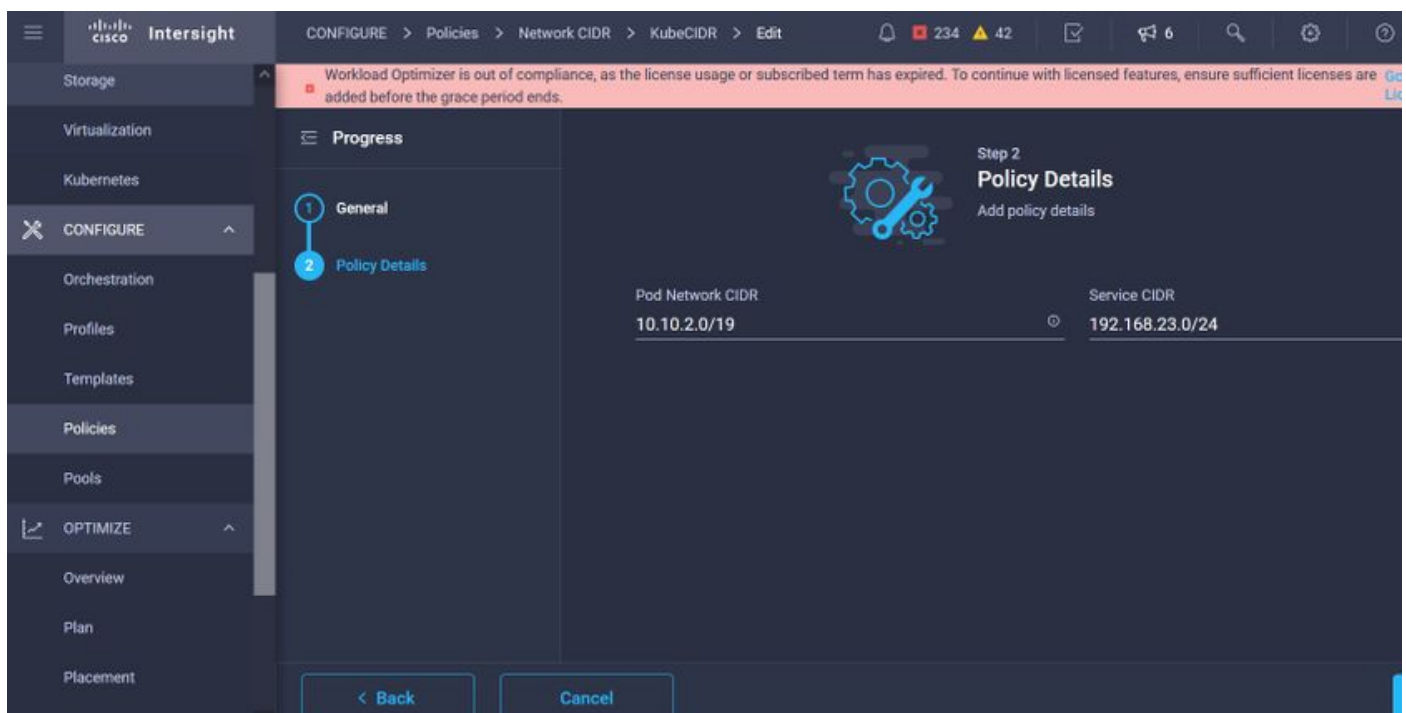 cisco Intersight
CONFIGURE > Policies > Network CIDR > KubeCIDR > Edit
234 42 6
Workload Optimizer is out of compliance, as the license usage or subscribed term has expired. To continue with licensed features, ensure sufficient licenses are
added before the grace period ends.
Storage
Virtualization
Kubernetes
CONFIGURE
Orchestration
Profiles
Templates
Policies
Pools
OPTIMIZE
Overview
Plan
Placement
Progress
1 General
2 Policy Details
Step 2
Policy Details
Add policy details
Pod Network CIDR
10.10.2.0/19
Service CIDR
192.168.23.0/24
< Back
Cancel